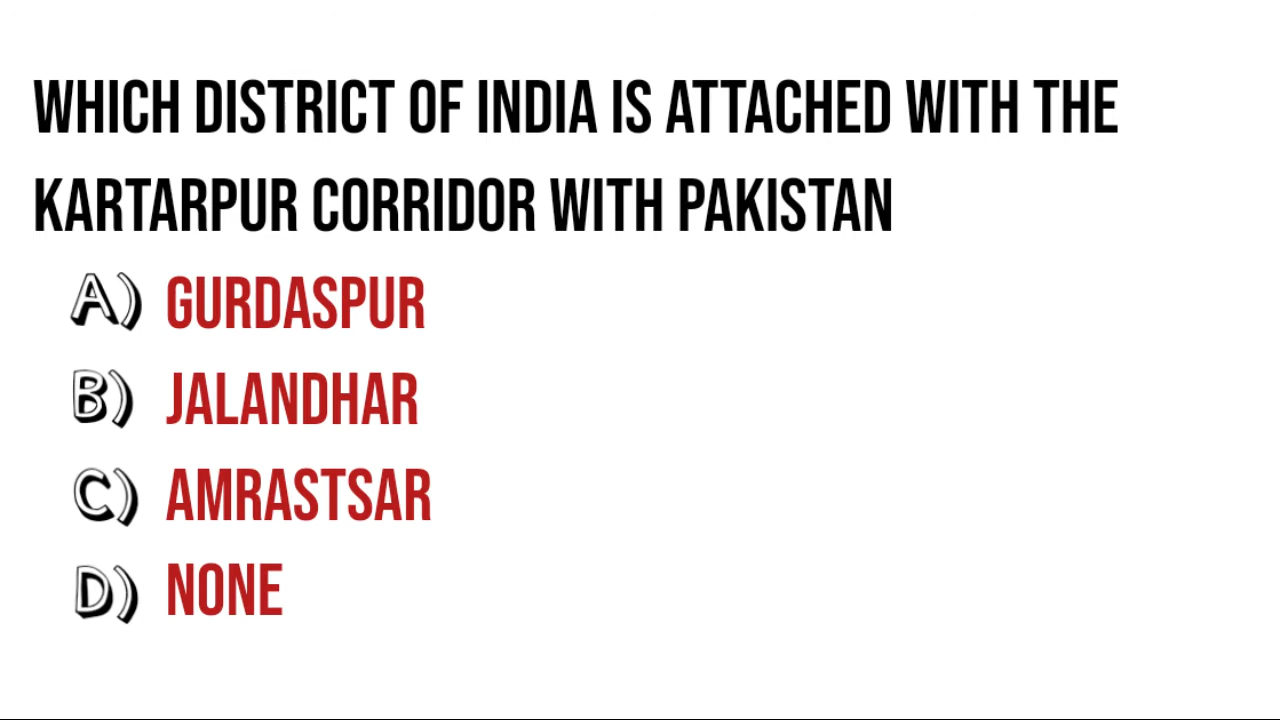 WHICH DISTRICT OF INDIA IS ATTACHED WITH THE
KARTARPUR CORRIDOR WITH PAKISTAN
A) GURDASPUR
B) JALANDHAR
C) AMRASTSAR
D) NONE